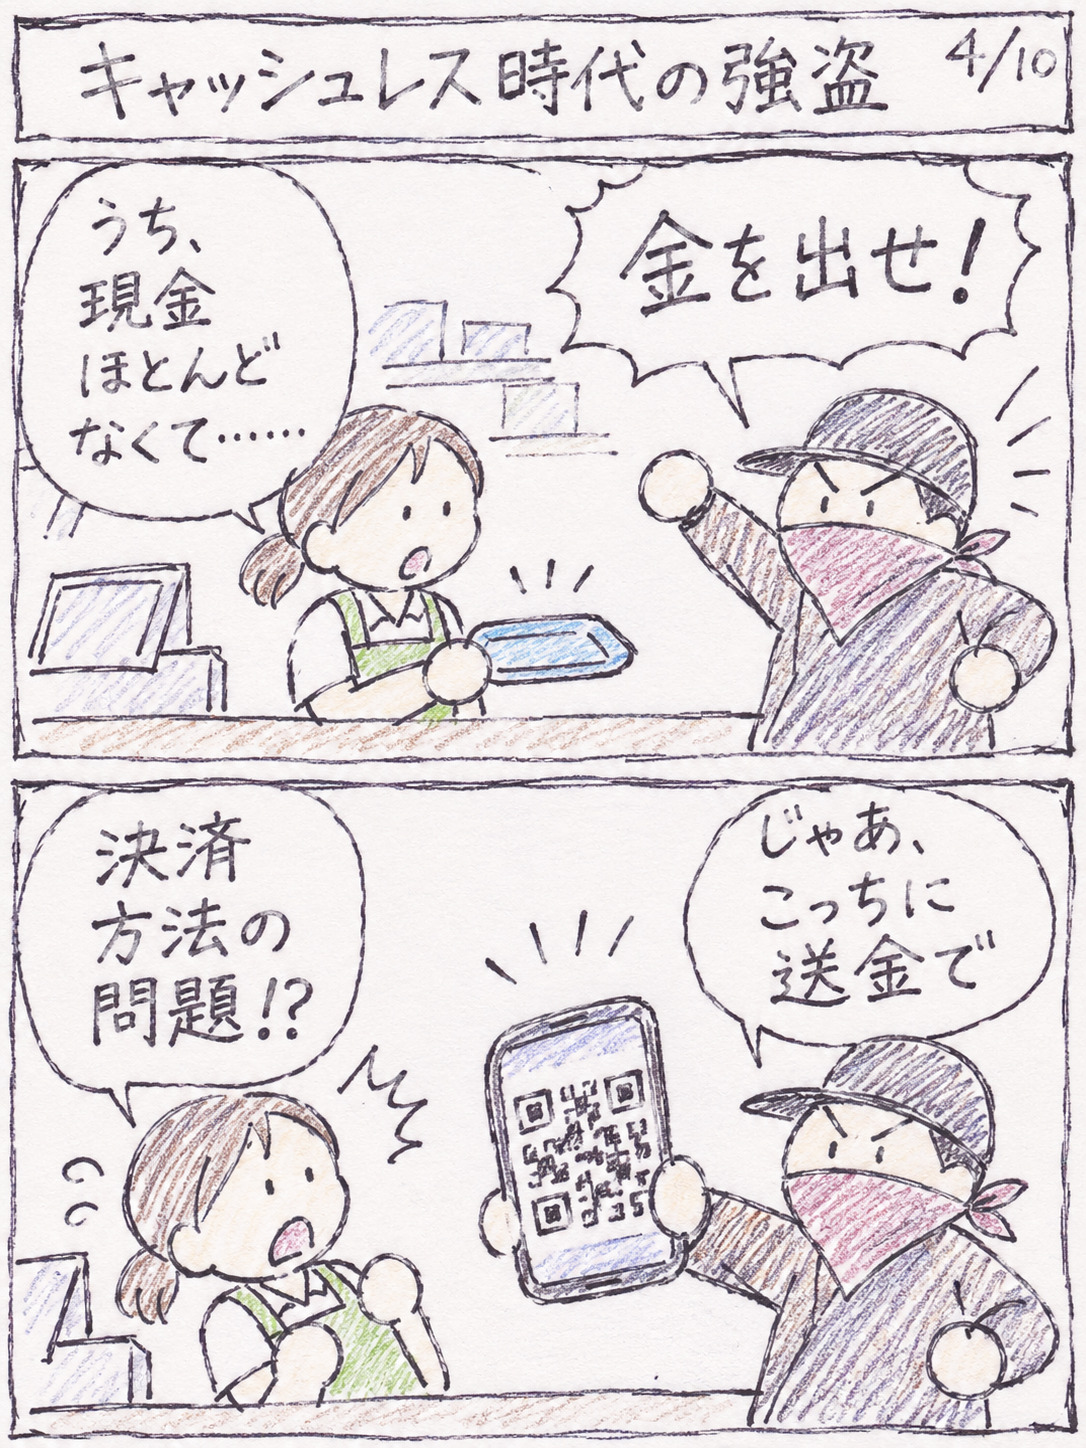 キャッシュレス時代の強盗
4/10
金を出せ!
うち、
現金
ほとんど
なくて……
じゃあ、
こっちに
送金で
決済
方法の
問題!?